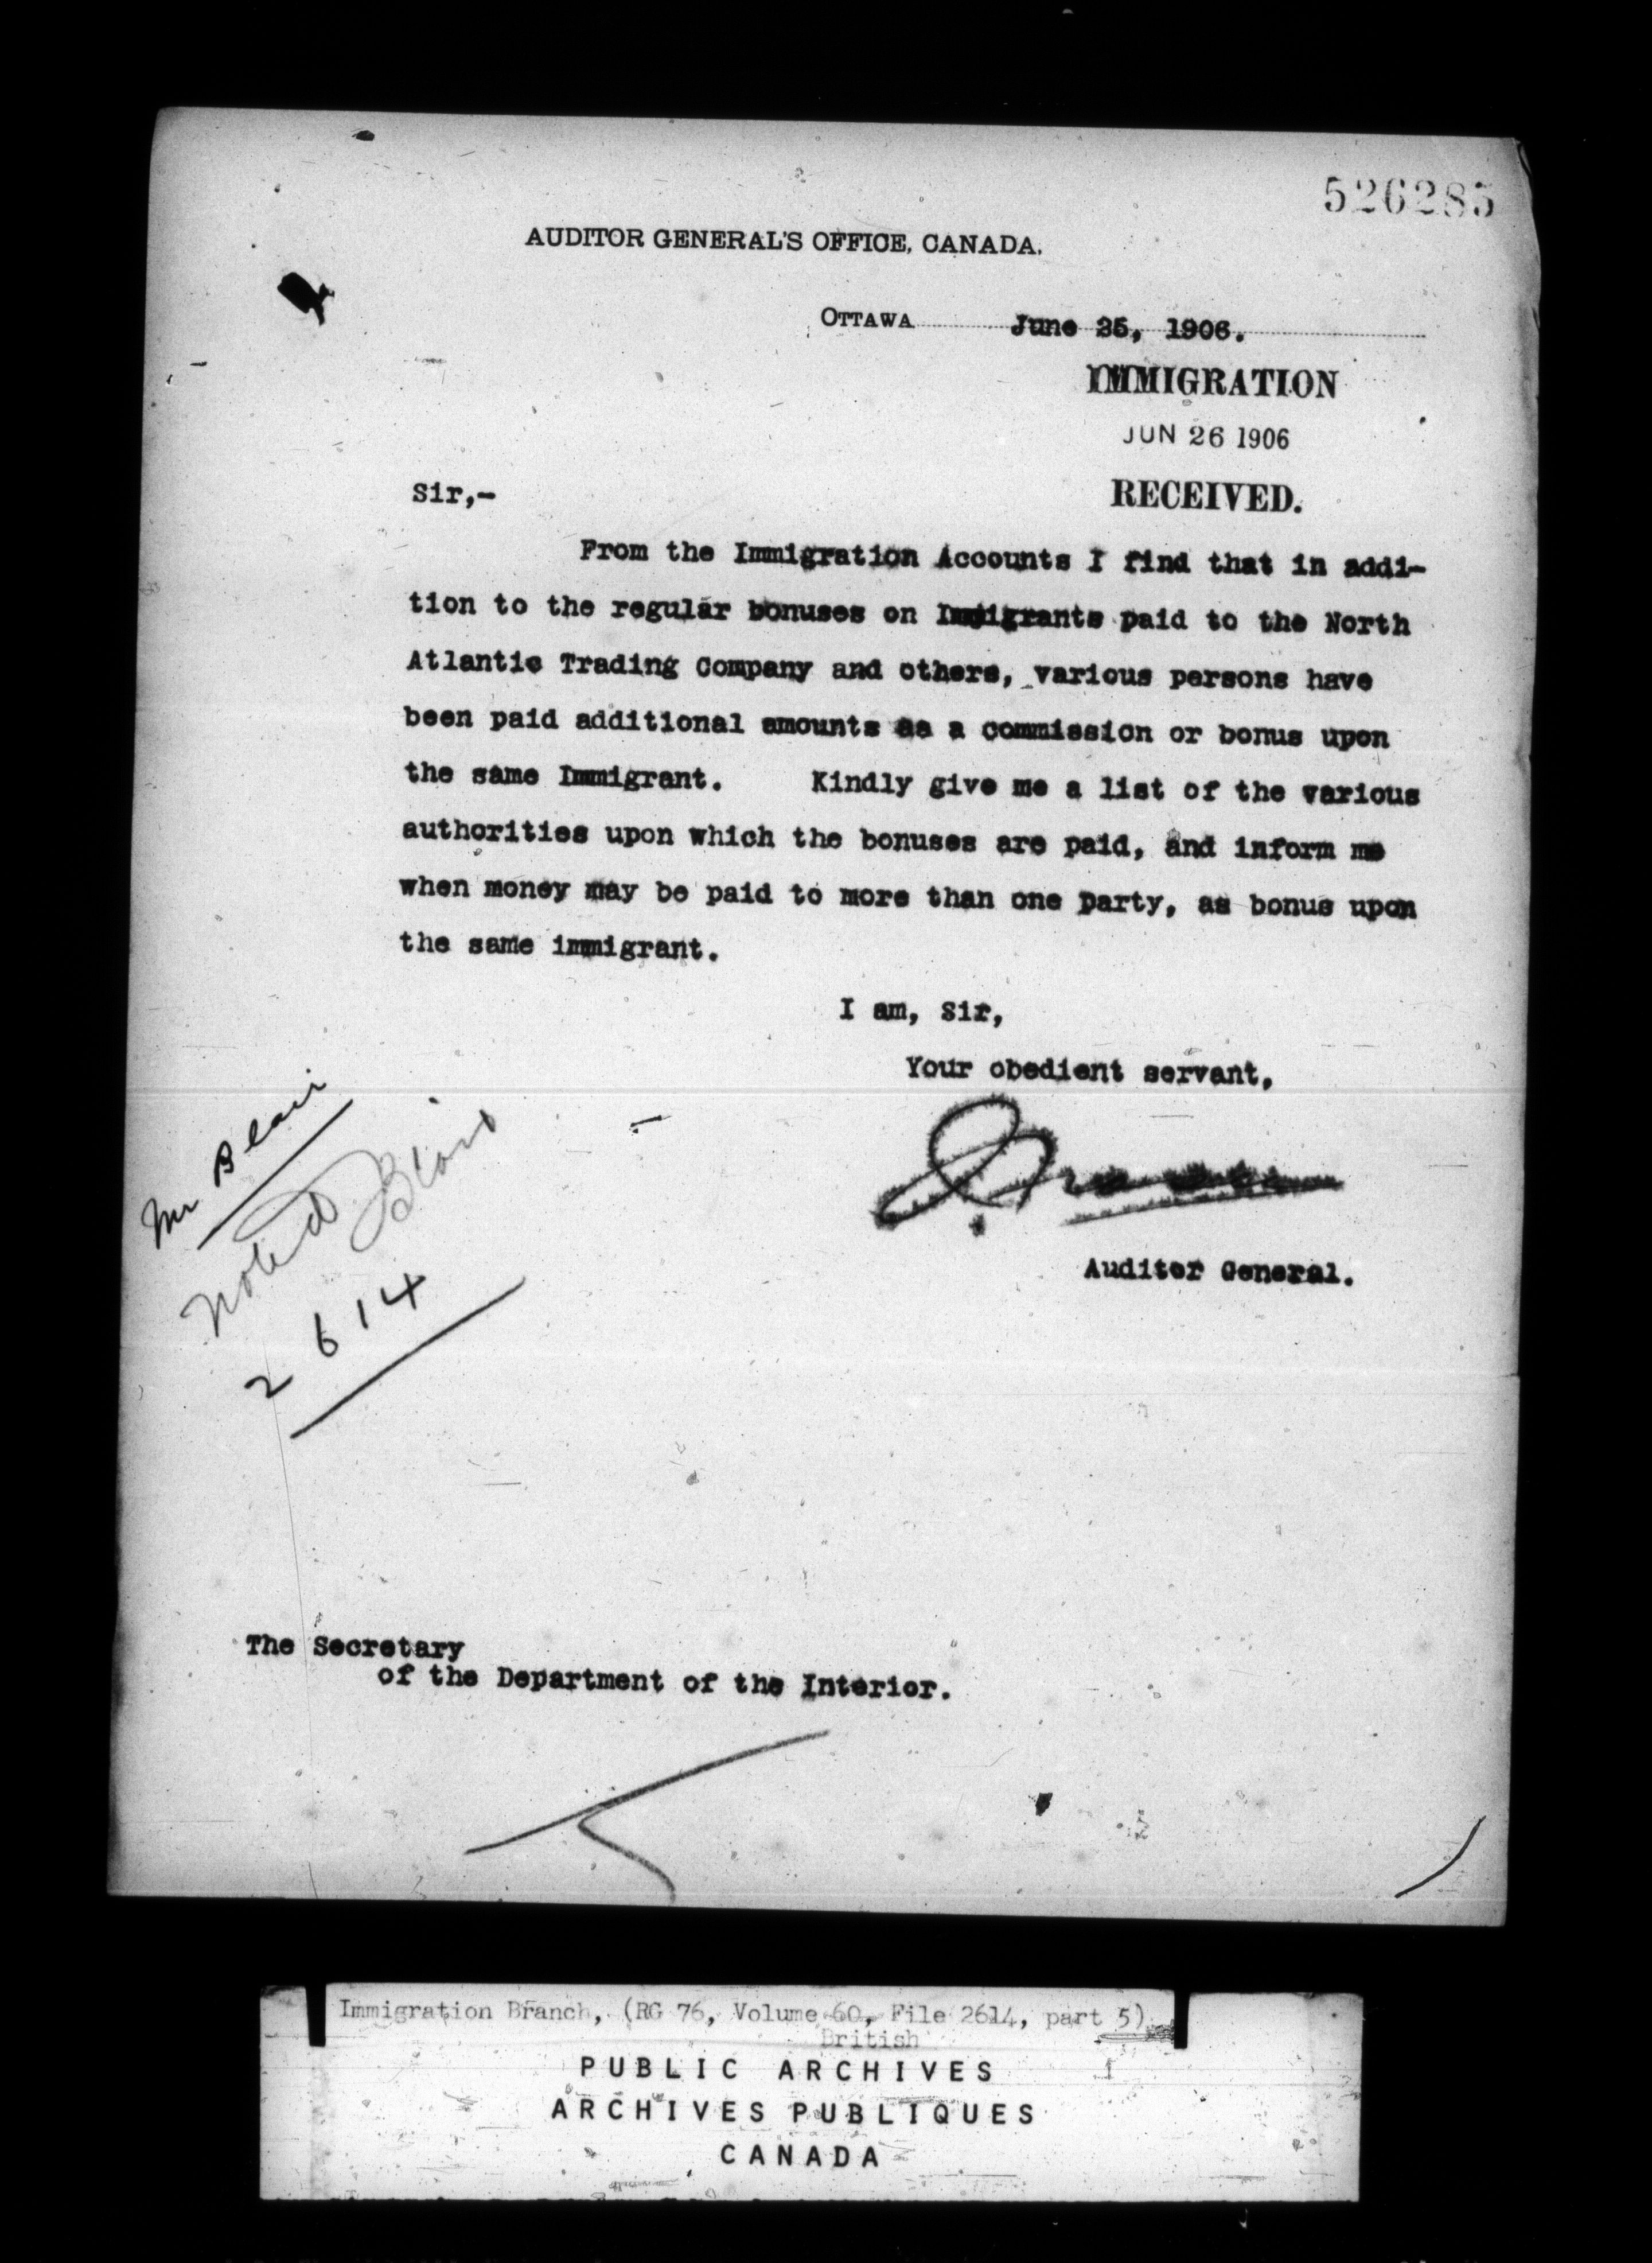 526285
AUDITOR GENERAL'S OFFICE, CANADA.
OTTAWA June 25, 1906.
IMMIGRATION
JUN 26 1906
RECEIVED.
Sir,-
From the Immigration Accounts I find that in addi-
tion to the regular bonuses on Immigrants paid to the North
Atlantic Trading Company and others, various persons have
been paid additional amounts as a commission or bonus upon
the same Immigrant. Kindly give me a list of the various
authorities upon which the bonuses are paid, and inform me
when money may be paid to more than one party, as bonus upon
the same immigrant.
I am, Sir,
Your obedient servant,
Auditor General.
Mr Blair
Noted Blair
2614
The Secretary
of the Department of the Interior.
Immigration Branch, (RG 76, Volume 60, File 2614, part 5)
British
PUBLIC ARCHIVES
ARCHIVES PUBLIQUES
CANADA